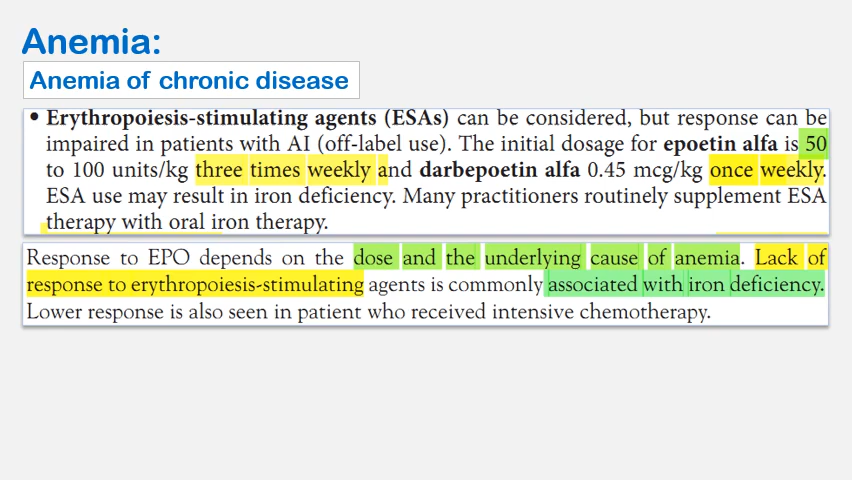 Anemia:
Anemia of chronic disease
• Erythropoiesis-stimulating agents (ESAs) can be considered, but response can be
impaired in patients with AI (off-label use). The initial dosage for epoetin alfa is 50
to 100 units/kg three times weekly and darbepoetin alfa 0.45 mcg/kg once weekly.
ESA use may result in iron deficiency. Many practitioners routinely supplement ESA
therapy with oral iron therapy.
Response to EPO depends on the dose and the underlying cause of anemia. Lack of
response to erythropoiesis-stimulating agents is commonly associated with iron deficiency.
Lower response is also seen in patient who received intensive chemotherapy.